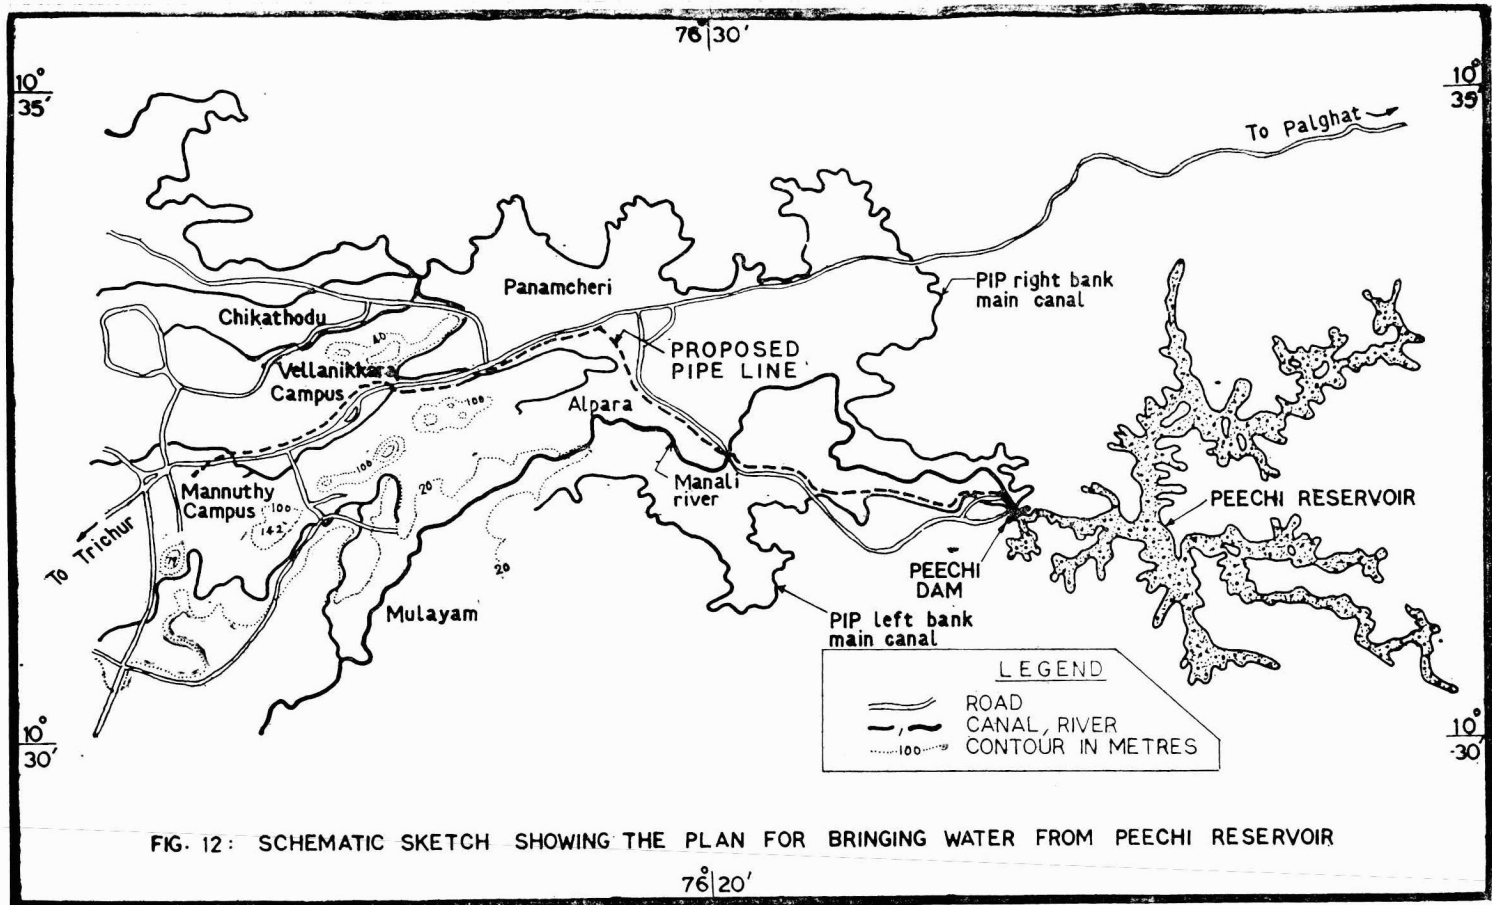 76° 30'
10°
35'
10°
35'
To Palghat
PIP right bank
main canal
Panamcheri
Chikathodu
40
PROPOSED
PIPE LINE
Vellanikkara
Campus
100
Alpara
100
20
Manali
river
Mannuthy
Campus
100
142
PEECHI RESERVOIR
To Trichur
20
PEECHI
DAM
Mulayam
PIP left bank
main canal
LEGEND
ROAD
CANAL, RIVER
100
CONTOUR IN METRES
10°
30'
10°
30'
FIG. 12: SCHEMATIC SKETCH SHOWING THE PLAN FOR BRINGING WATER FROM PEECHI RESERVOIR
76° 20'